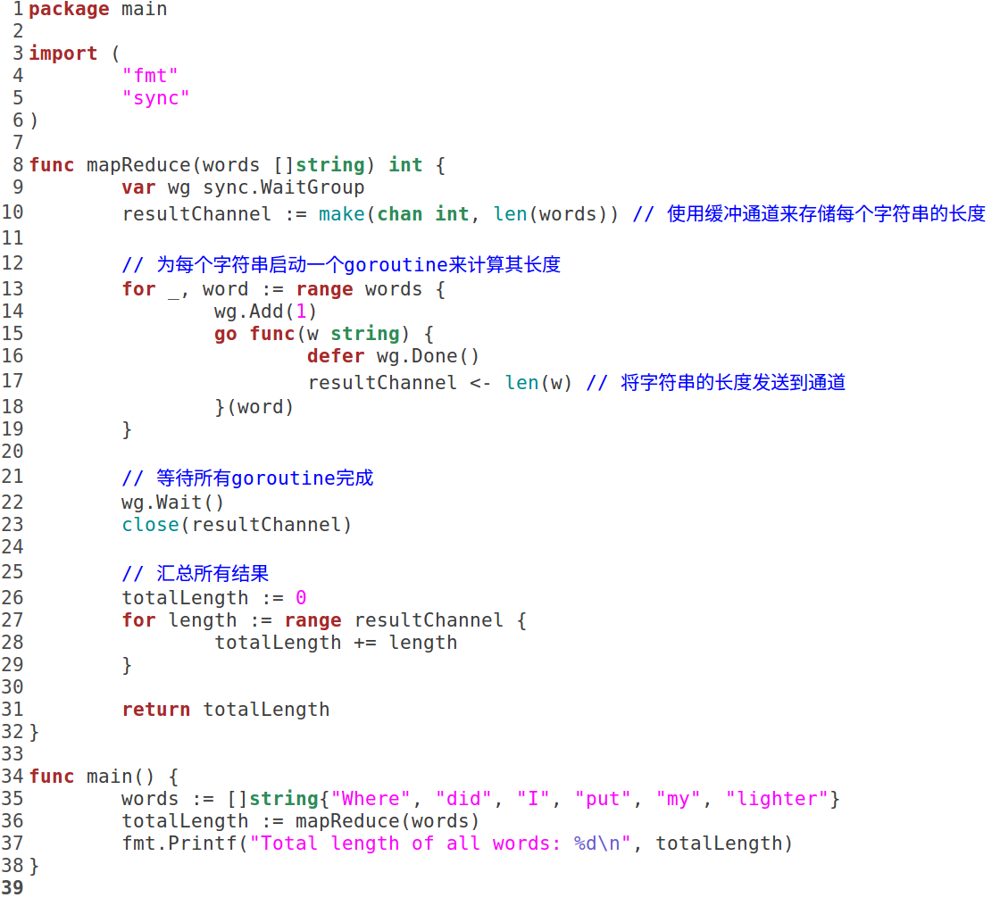 1 package main
2
3 import (
4         "fmt"
5         "sync"
6 )
7
8 func mapReduce(words []string) int {
9         var wg sync.WaitGroup
10         resultChannel := make(chan int, len(words)) // 使用缓冲通道来存储每个字符串的长度
11
12         // 为每个字符串启动一个goroutine来计算其长度
13         for _, word := range words {
14                 wg.Add(1)
15                 go func(w string) {
16                         defer wg.Done()
17                         resultChannel <- len(w) // 将字符串的长度发送到通道
18                 }(word)
19         }
20
21         // 等待所有goroutine完成
22         wg.Wait()
23         close(resultChannel)
24
25         // 汇总所有结果
26         totalLength := 0
27         for length := range resultChannel {
28                 totalLength += length
29         }
30
31         return totalLength
32 }
33
34 func main() {
35         words := []string{"Where", "did", "I", "put", "my", "lighter"}
36         totalLength := mapReduce(words)
37         fmt.Printf("Total length of all words: %d\n", totalLength)
38 }
39